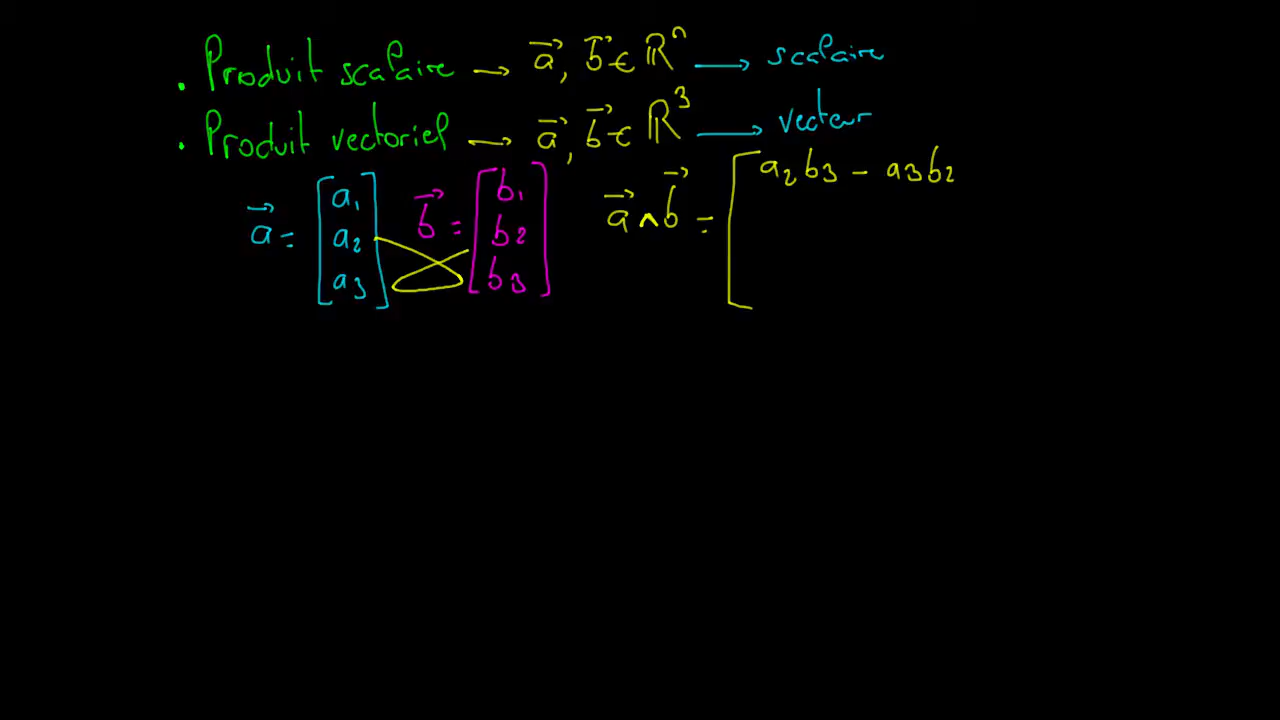 • Produit scalaire → a⃗, b⃗ ∈ ℝⁿ → scalaire
• Produit vectoriel → a⃗, b⃗ ∈ ℝ³ → vecteur
a⃗ = [a₁ a₂ a₃] b⃗ = [b₁ b₂ b₃] a⃗ ∧ b⃗ = [a₂b₃ − a₃b₂